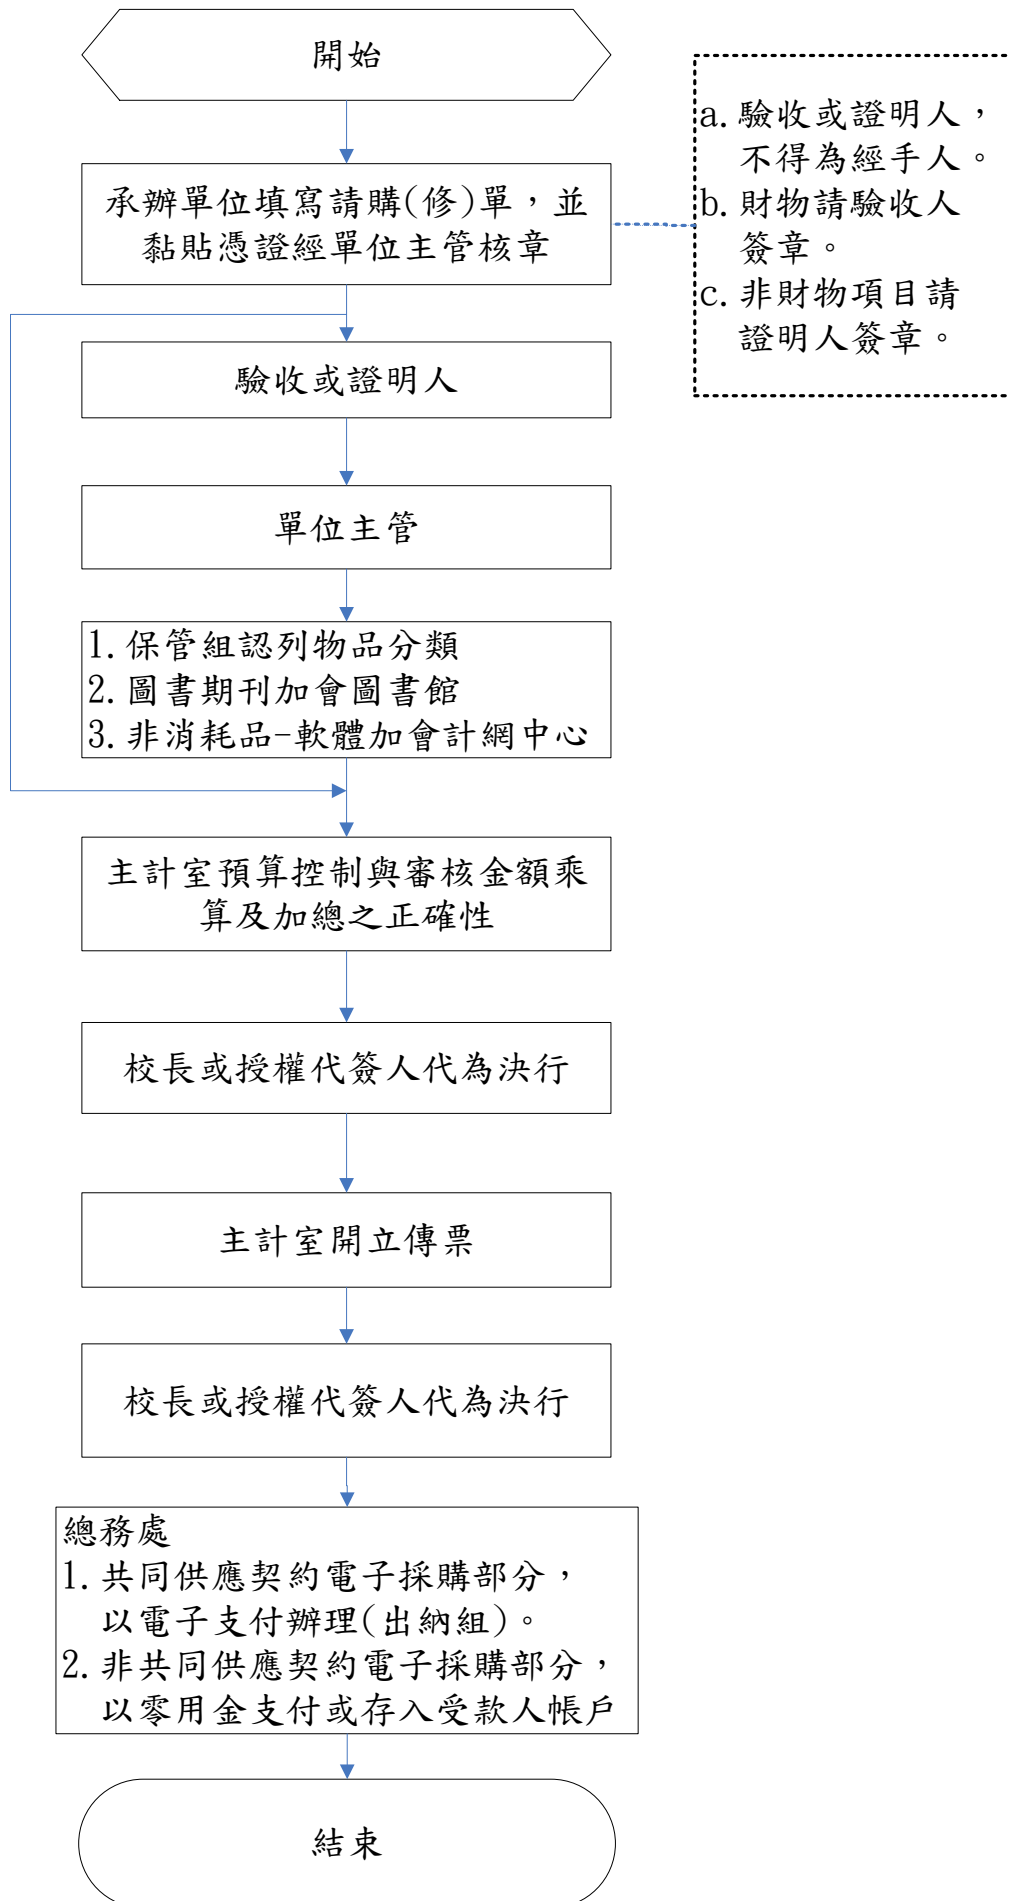 開始
承辦單位填寫請購(修)單，並
黏貼憑證經單位主管核章
a.驗收或證明人，
不得為經手人。
b.財物請驗收人
簽章。
c.非財物項目請
證明人簽章。
驗收或證明人
單位主管
1.保管組認列物品分類
2.圖書期刊加會圖書館
3.非消耗品-軟體加會計網中心
主計室預算控制與審核金額乘
算及加總之正確性
校長或授權代簽人代為決行
主計室開立傳票
校長或授權代簽人代為決行
總務處
1.共同供應契約電子採購部分，
以電子支付辦理(出納組)。
2.非共同供應契約電子採購部分，
以零用金支付或存入受款人帳戶
結束